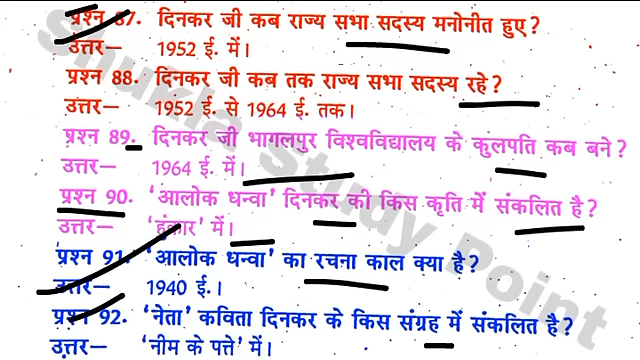 प्रश्न 87. दिनकर जी कब राज्य सभा सदस्य मनोनीत हुए?
उत्तर— 1952 ई. में।
प्रश्न 88. दिनकर जी कब तक राज्य सभा सदस्य रहे?
उत्तर— 1952 ई. से 1964 ई. तक।
प्रश्न 89. दिनकर जी भागलपुर विश्वविद्यालय के कुलपति कब बने?
उत्तर— 1964 ई. में।
प्रश्न 90. 'आलोक धन्वा' दिनकर की किस कृति में संकलित है?
उत्तर— 'हुंकार' में।
प्रश्न 91. 'आलोक धन्वा' का रचना काल क्या है?
उत्तर— 1940 ई.।
प्रश्न 92. 'नेता' कविता दिनकर के किस संग्रह में संकलित है?
उत्तर— 'नीम के पत्ते' में।
Shukla Study Point